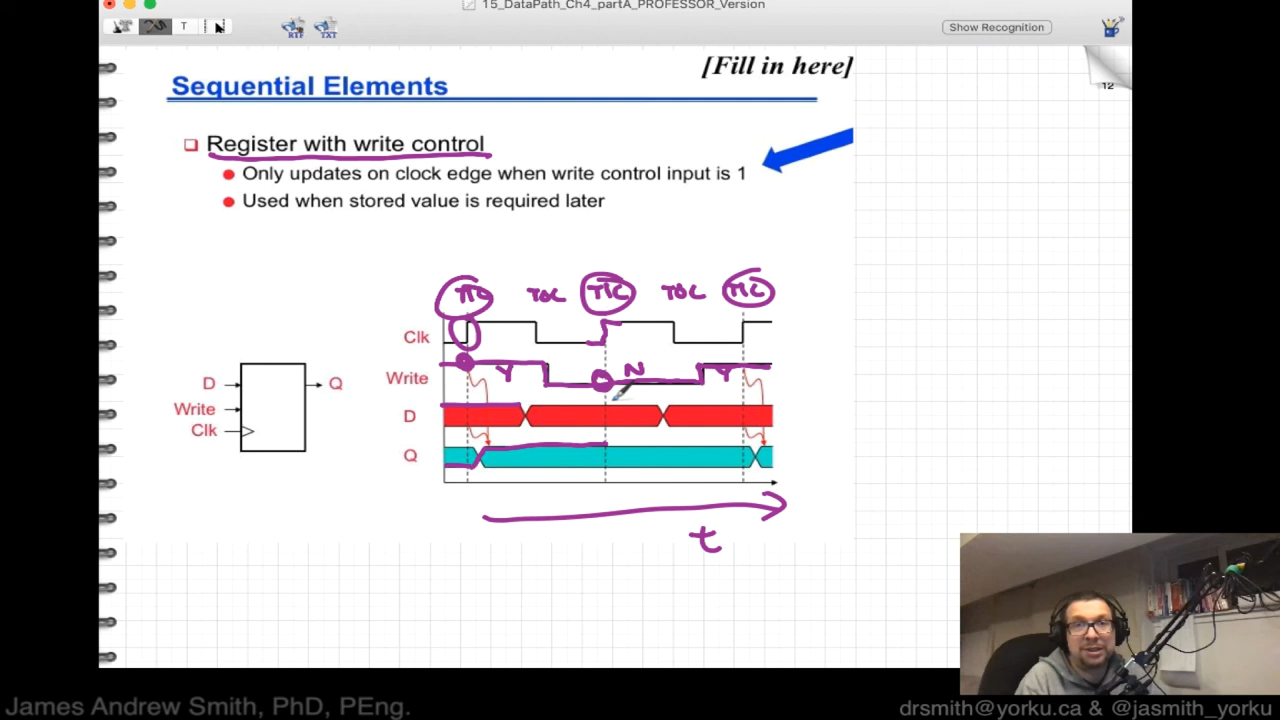 15_DataPath_Ch4_partA_PROFESSOR_Version
T
RTF
TXT
Show Recognition
[Fill in here]
12
Sequential Elements
Register with write control
Only updates on clock edge when write control input is 1
Used when stored value is required later
TIC TOC TIC TOC TIC
Clk
Write
Y N Y
D
Q
D
Q
Write
Clk
t
James Andrew Smith, PhD, PEng.
drsmith@yorku.ca & @jasmith_yorku